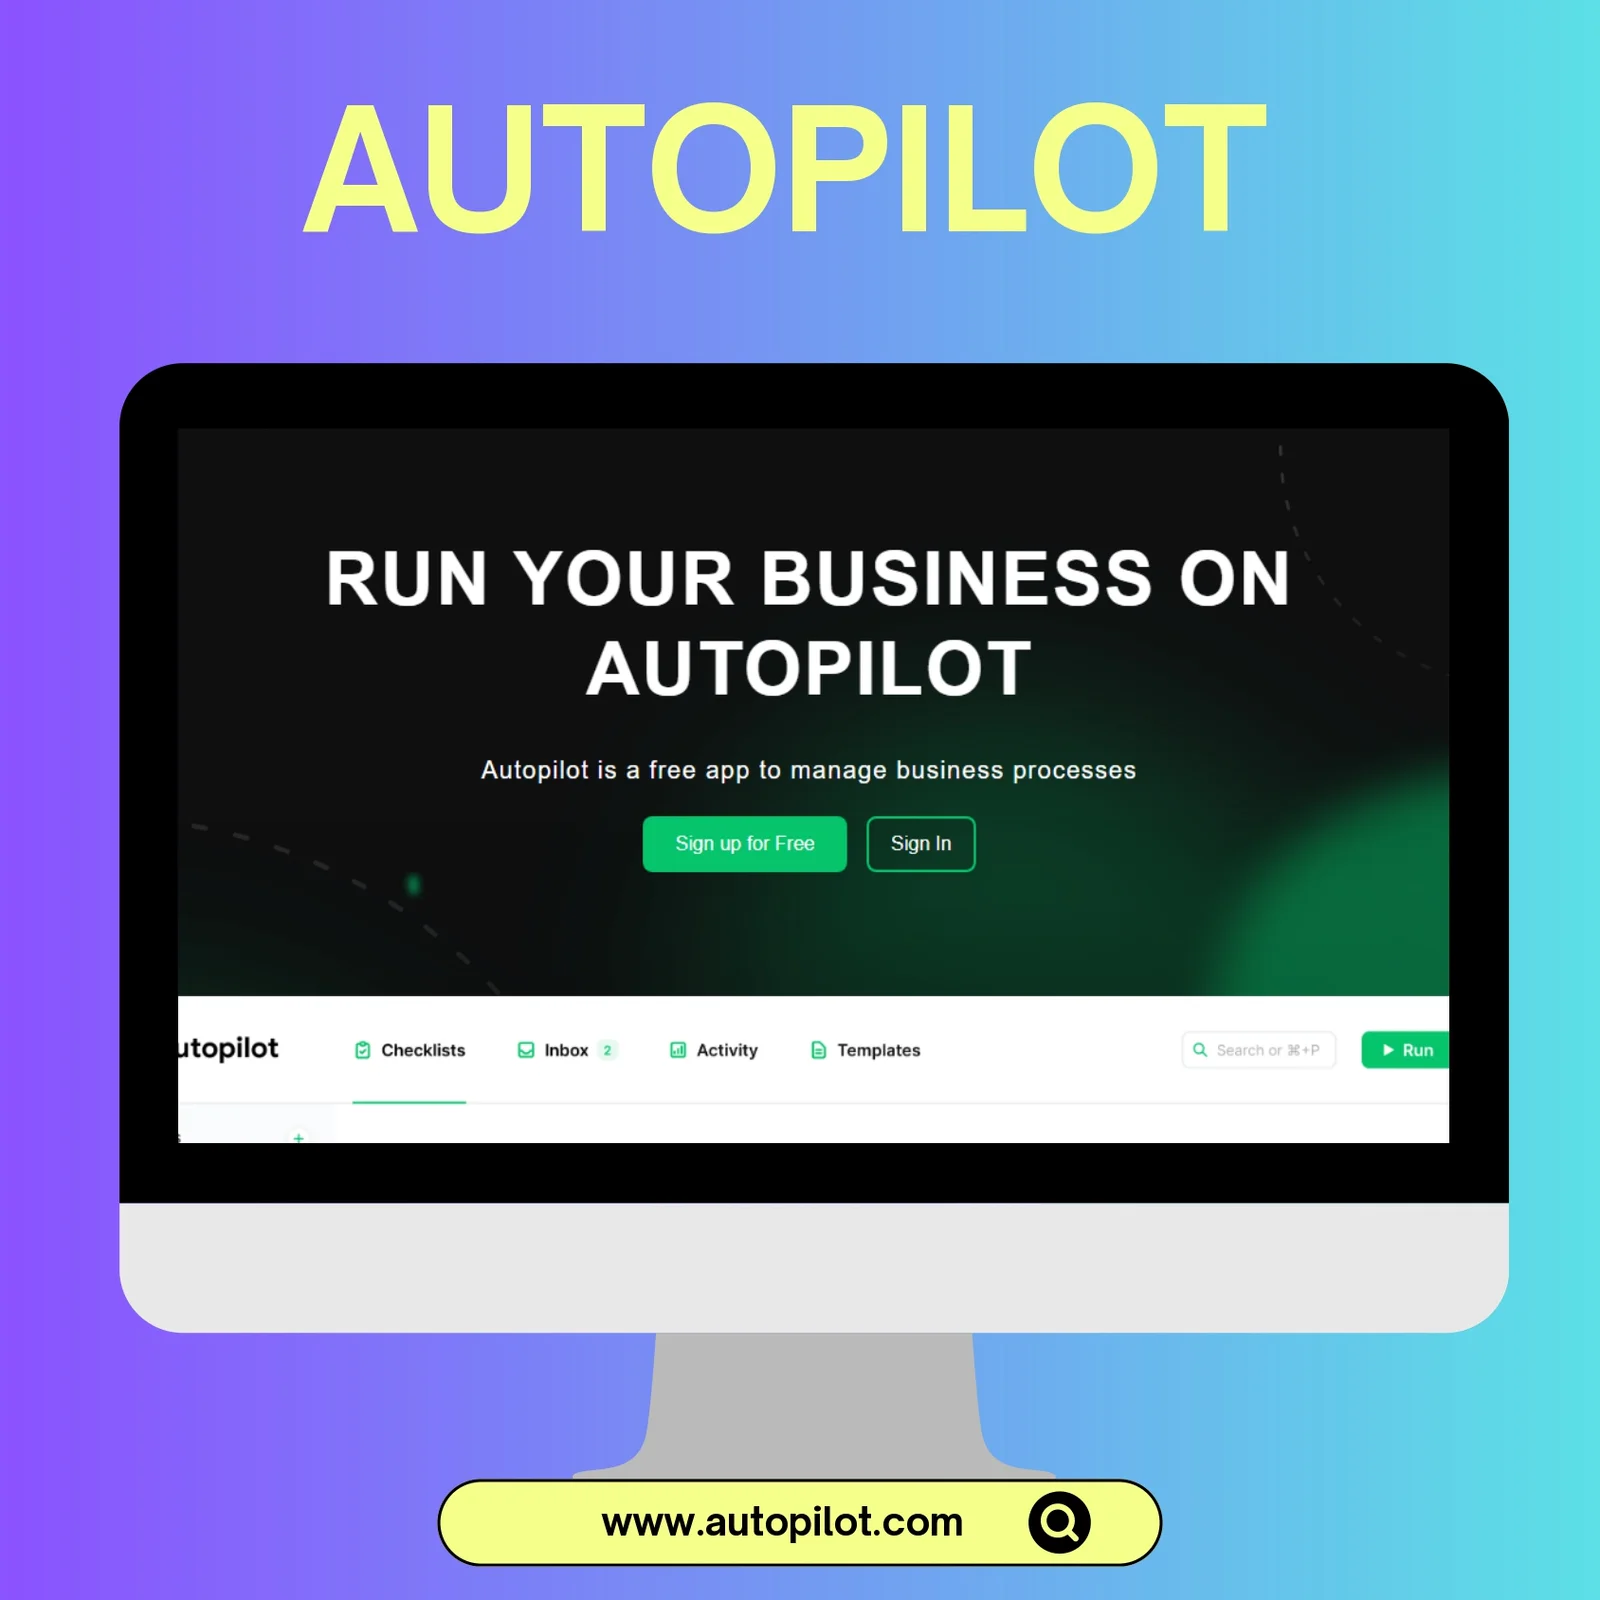 AUTOPILOT
RUN YOUR BUSINESS ON
AUTOPILOT
Autopilot is a free app to manage business processes
Sign up for Free
Sign In
utopilot
Checklists
Inbox 2
Activity
Templates
Search or ⌘+P
Run
www.autopilot.com